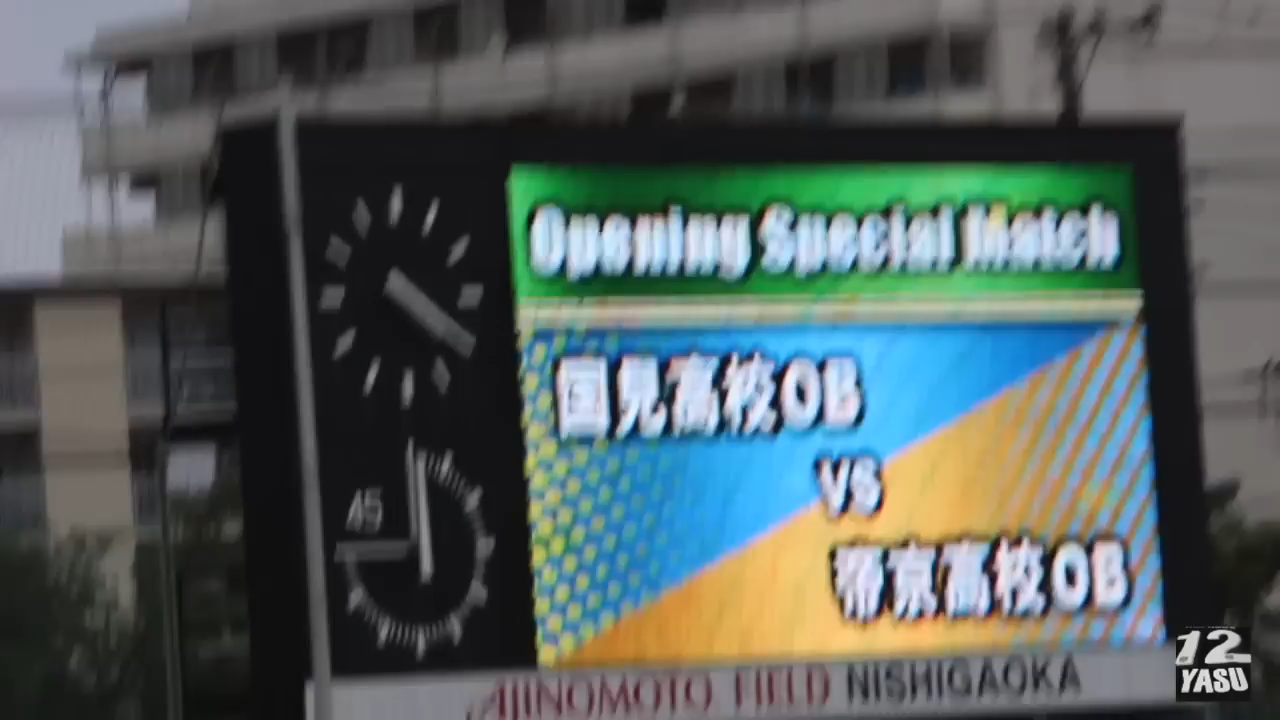 Opening Special Match
国見高校OB
VS
帝京高校OB
45
AJINOMOTO FIELD NISHIGAOKA
12
YASU